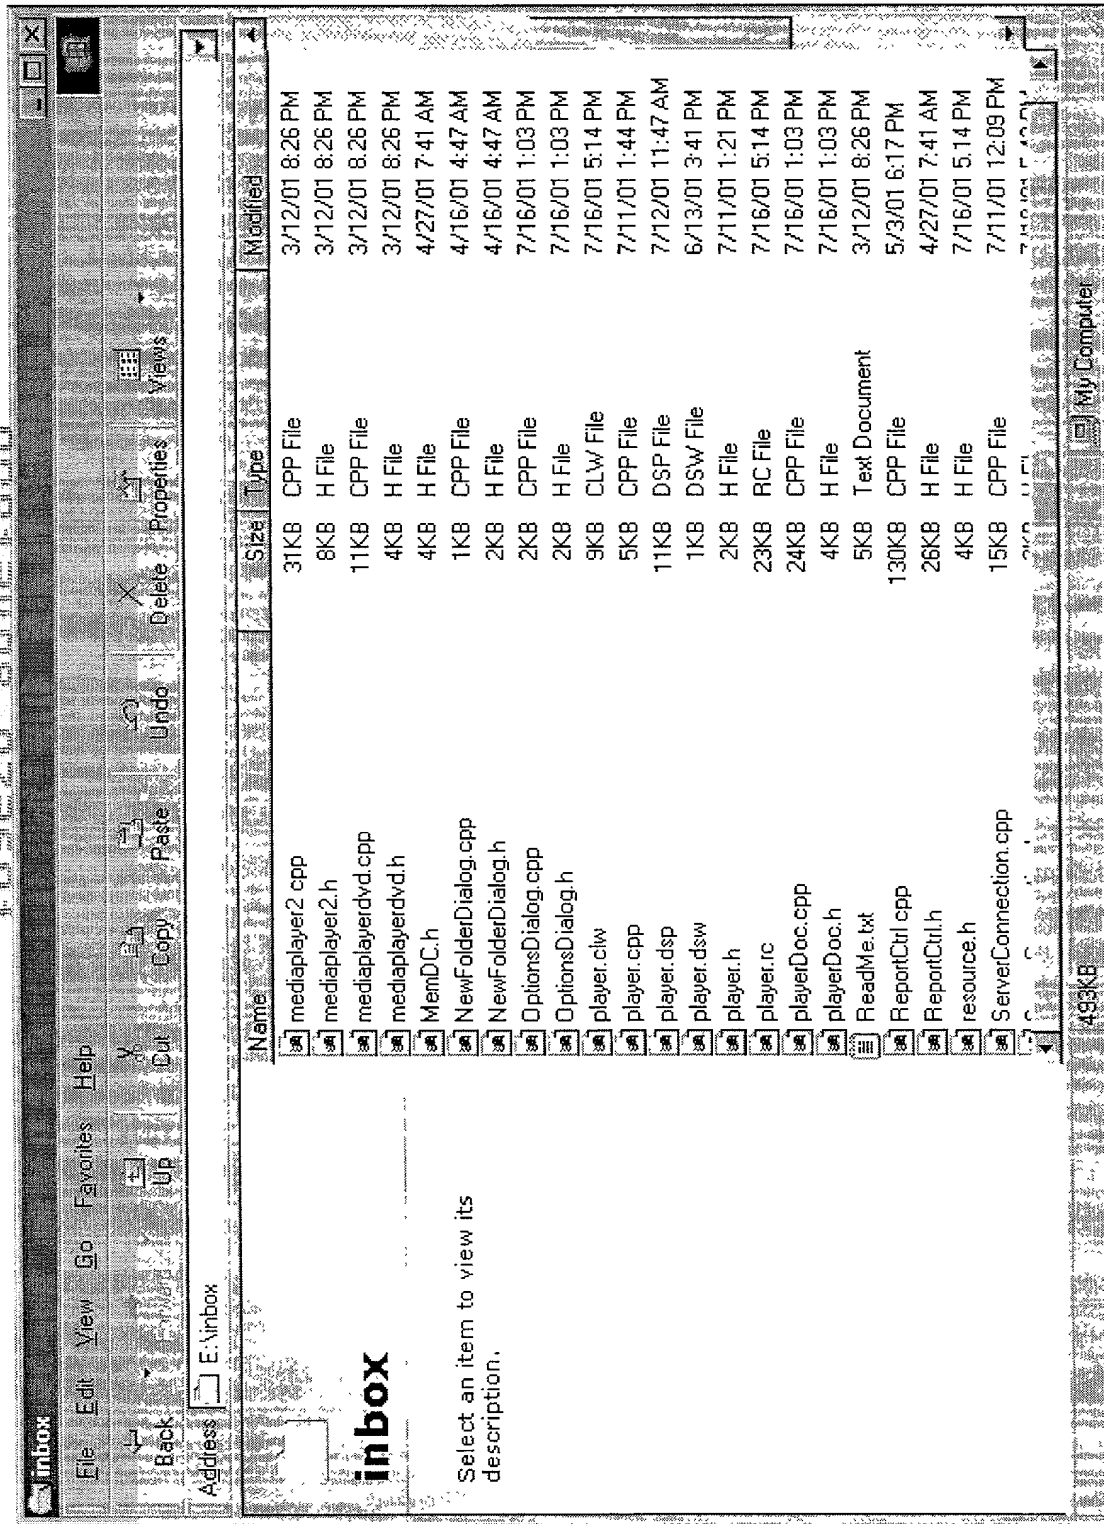 inbox
File Edit View Go Favorites Help
Back Forward Up Cut Copy Paste Undo Delete Properties Views
Address E:\inbox
inbox
Select an item to view its
description.
Name Size Type Modified
mediaplayer2.cpp 31KB CPP File 3/12/01 8:26 PM
mediaplayer2.h 8KB H File 3/12/01 8:26 PM
mediaplayerdvd.cpp 11KB CPP File 3/12/01 8:26 PM
mediaplayerdvd.h 4KB H File 3/12/01 8:26 PM
MemDC.h 4KB H File 4/27/01 7:41 AM
NewFolderDialog.cpp 1KB CPP File 4/16/01 4:47 AM
NewFolderDialog.h 2KB H File 4/16/01 4:47 AM
OptionsDialog.cpp 2KB CPP File 7/16/01 1:03 PM
OptionsDialog.h 2KB H File 7/16/01 1:03 PM
player.clw 9KB CLW File 7/16/01 5:14 PM
player.cpp 5KB CPP File 7/11/01 1:44 PM
player.dsp 11KB DSP File 7/12/01 11:47 AM
player.dsw 1KB DSW File 6/13/01 3:41 PM
player.h 2KB H File 7/11/01 1:21 PM
player.rc 23KB RC File 7/16/01 5:14 PM
playerDoc.cpp 24KB CPP File 7/16/01 1:03 PM
playerDoc.h 4KB H File 7/16/01 1:03 PM
ReadMe.txt 5KB Text Document 3/12/01 8:26 PM
ReportCtrl.cpp 130KB CPP File 5/3/01 6:17 PM
ReportCtrl.h 26KB H File 4/27/01 7:41 AM
resource.h 4KB H File 7/16/01 5:14 PM
ServerConnection.cpp 15KB CPP File 7/11/01 12:09 PM
493KB My Computer